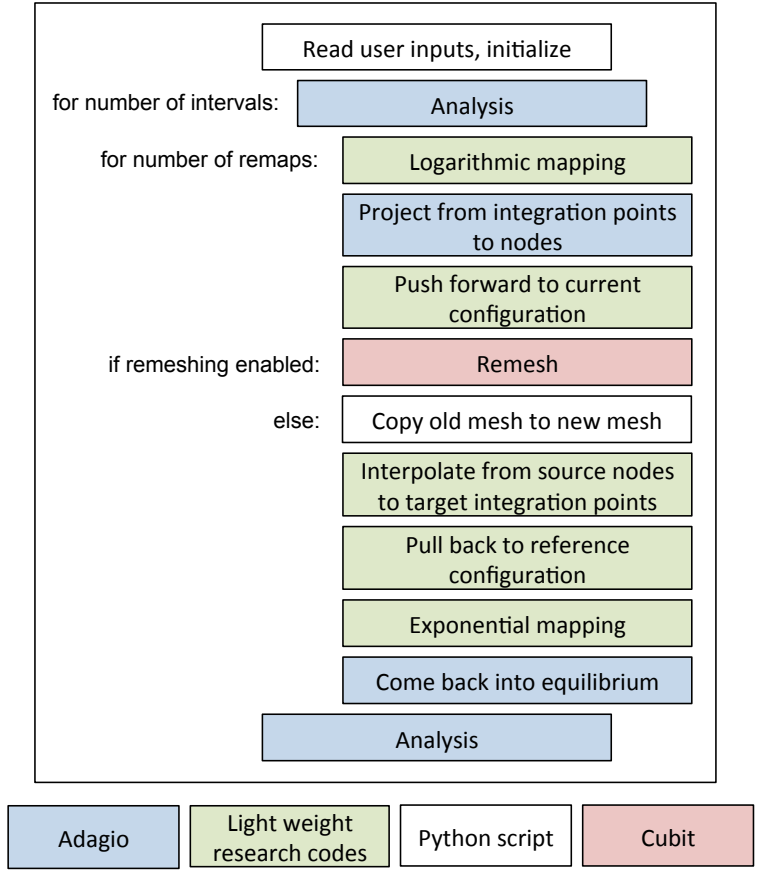 Read user inputs, initialize
for number of intervals:
Analysis
for number of remaps:
Logarithmic mapping
Project from integration points
to nodes
Push forward to current
configuration
if remeshing enabled:
Remesh
else:
Copy old mesh to new mesh
Interpolate from source nodes
to target integration points
Pull back to reference
configuration
Exponential mapping
Come back into equilibrium
Analysis
Adagio
Light weight
research codes
Python script
Cubit